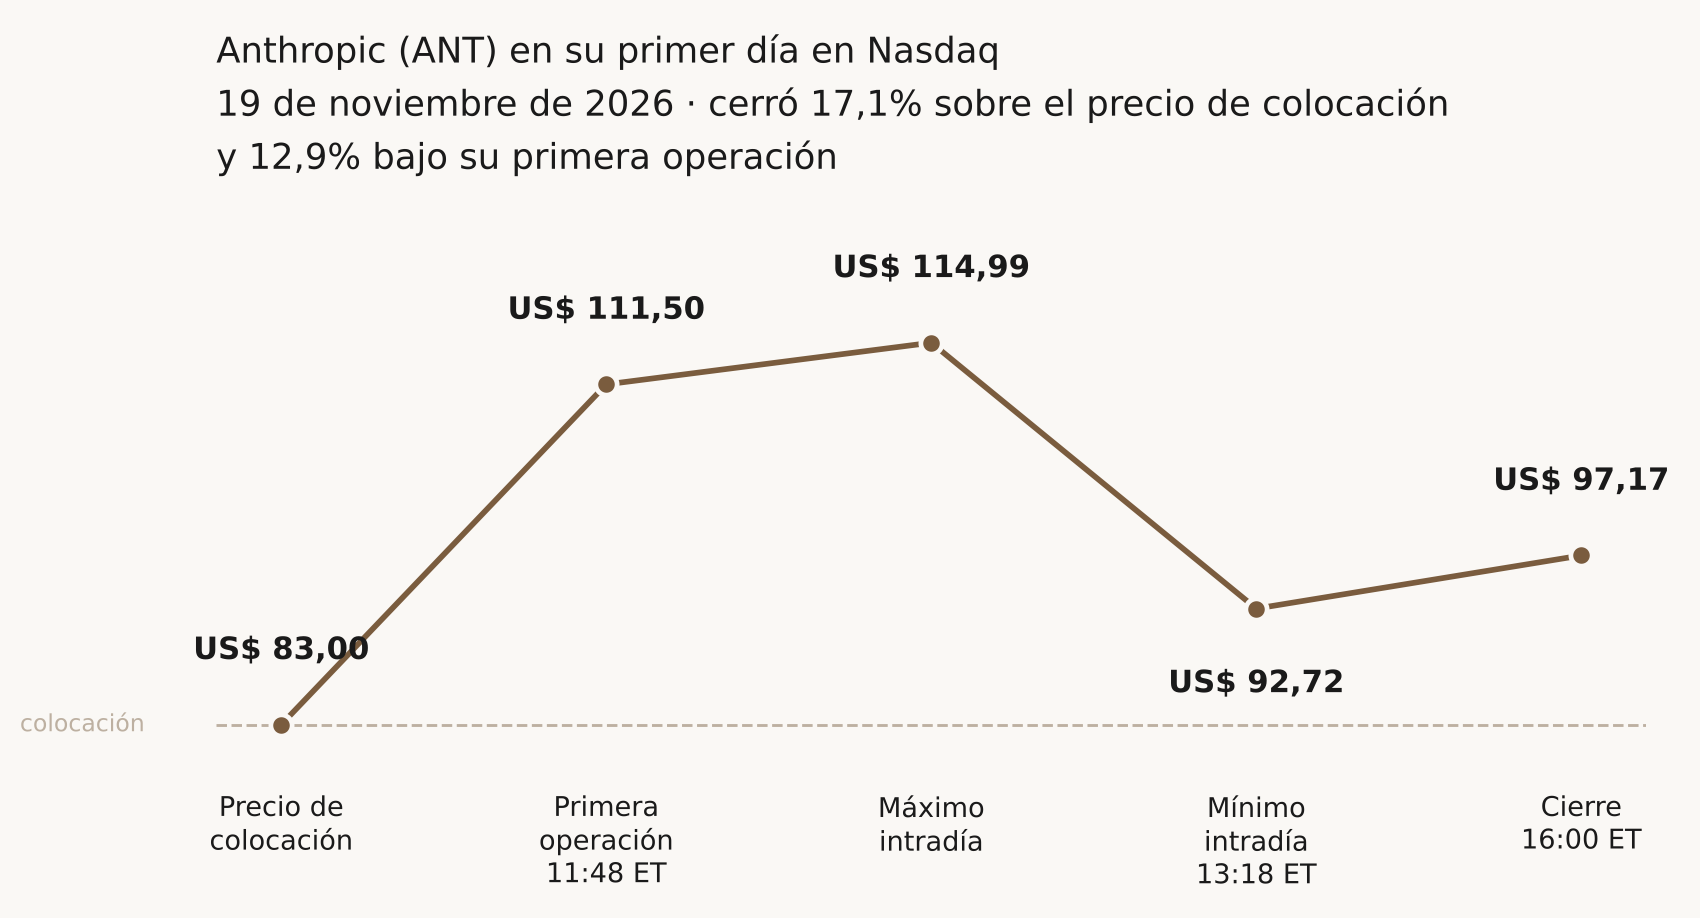 Anthropic (ANT) en su primer día en Nasdaq
19 de noviembre de 2026 · cerró 17,1% sobre el precio de colocación
y 12,9% bajo su primera operación
US$ 114,99
US$ 111,50
US$ 97,17
US$ 83,00
US$ 92,72
colocación
Precio de
colocación
Primera
operación
11:48 ET
Máximo
intradía
Mínimo
intradía
13:18 ET
Cierre
16:00 ET